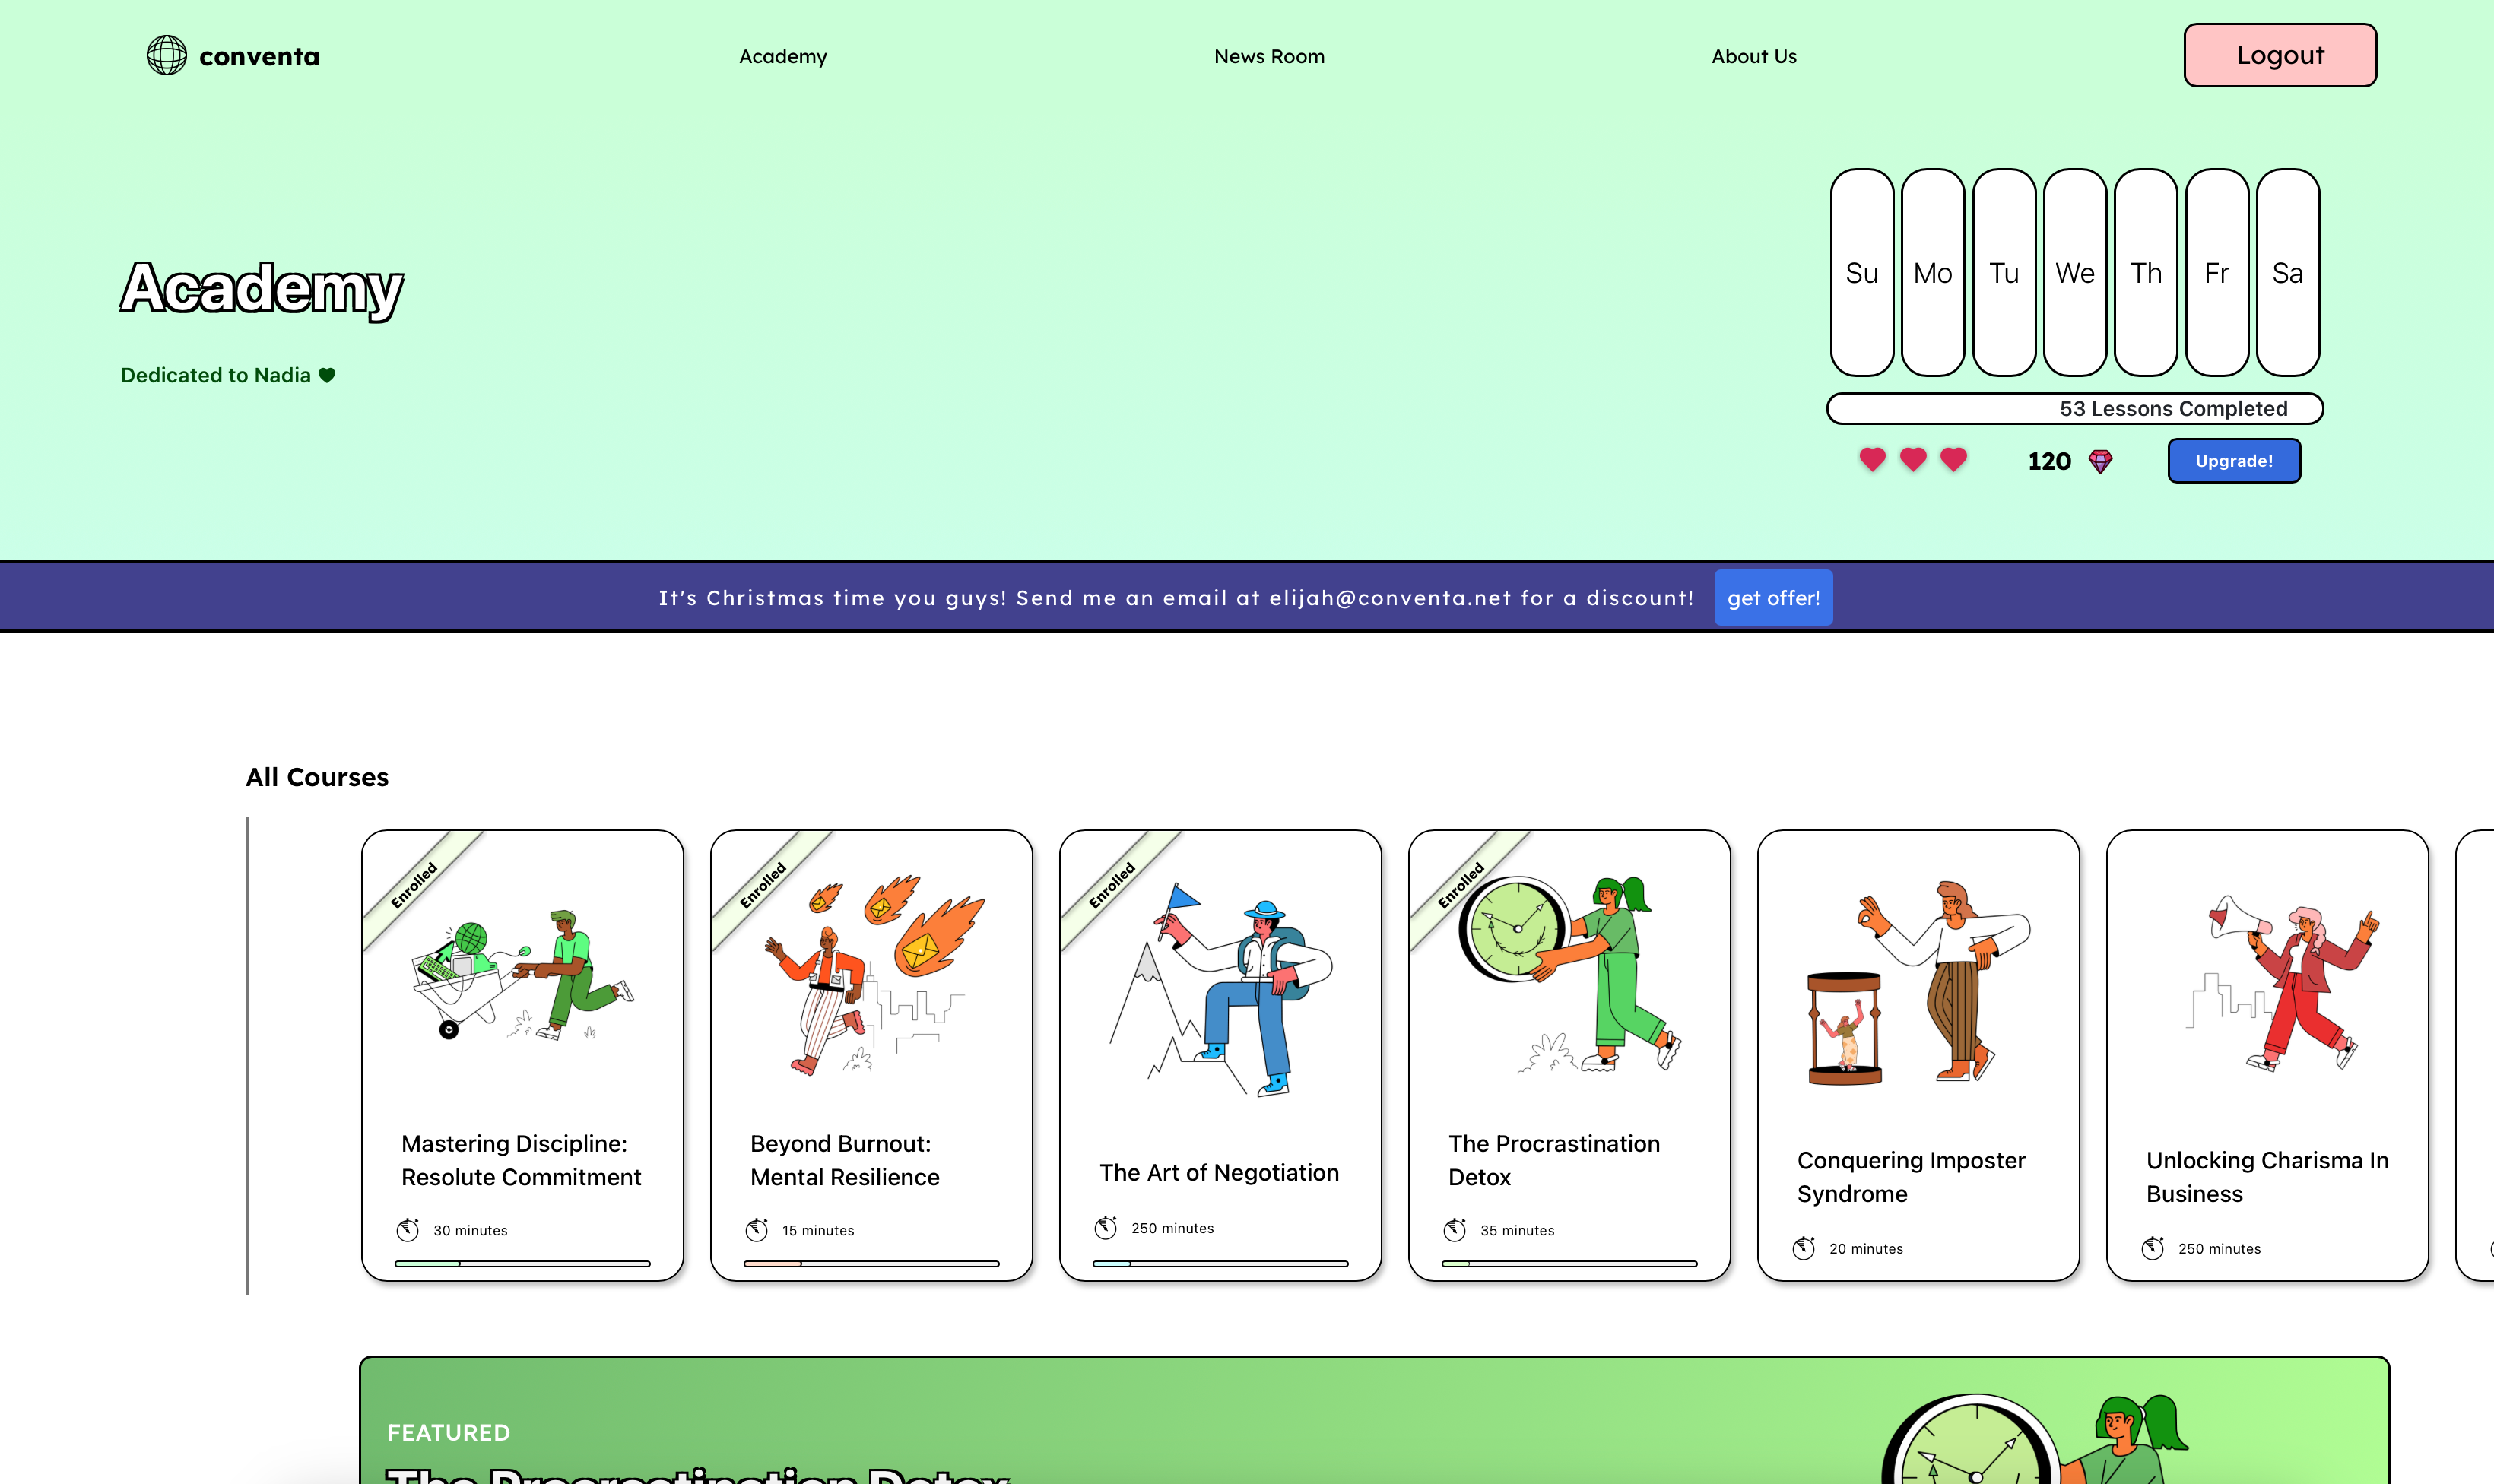 conventa
Academy
News Room
About Us
Logout
Su Mo Tu We Th Fr Sa
Academy
Dedicated to Nadia
53 Lessons Completed
120
Upgrade!
It's Christmas time you guys! Send me an email at elijah@conventa.net for a discount!
get offer!
All Courses
Enrolled
Mastering Discipline:
Resolute Commitment
30 minutes
Enrolled
Beyond Burnout:
Mental Resilience
15 minutes
Enrolled
The Art of Negotiation
250 minutes
Enrolled
The Procrastination
Detox
35 minutes
Conquering Imposter
Syndrome
20 minutes
Unlocking Charisma In
Business
250 minutes
FEATURED
The Procrastination Detox